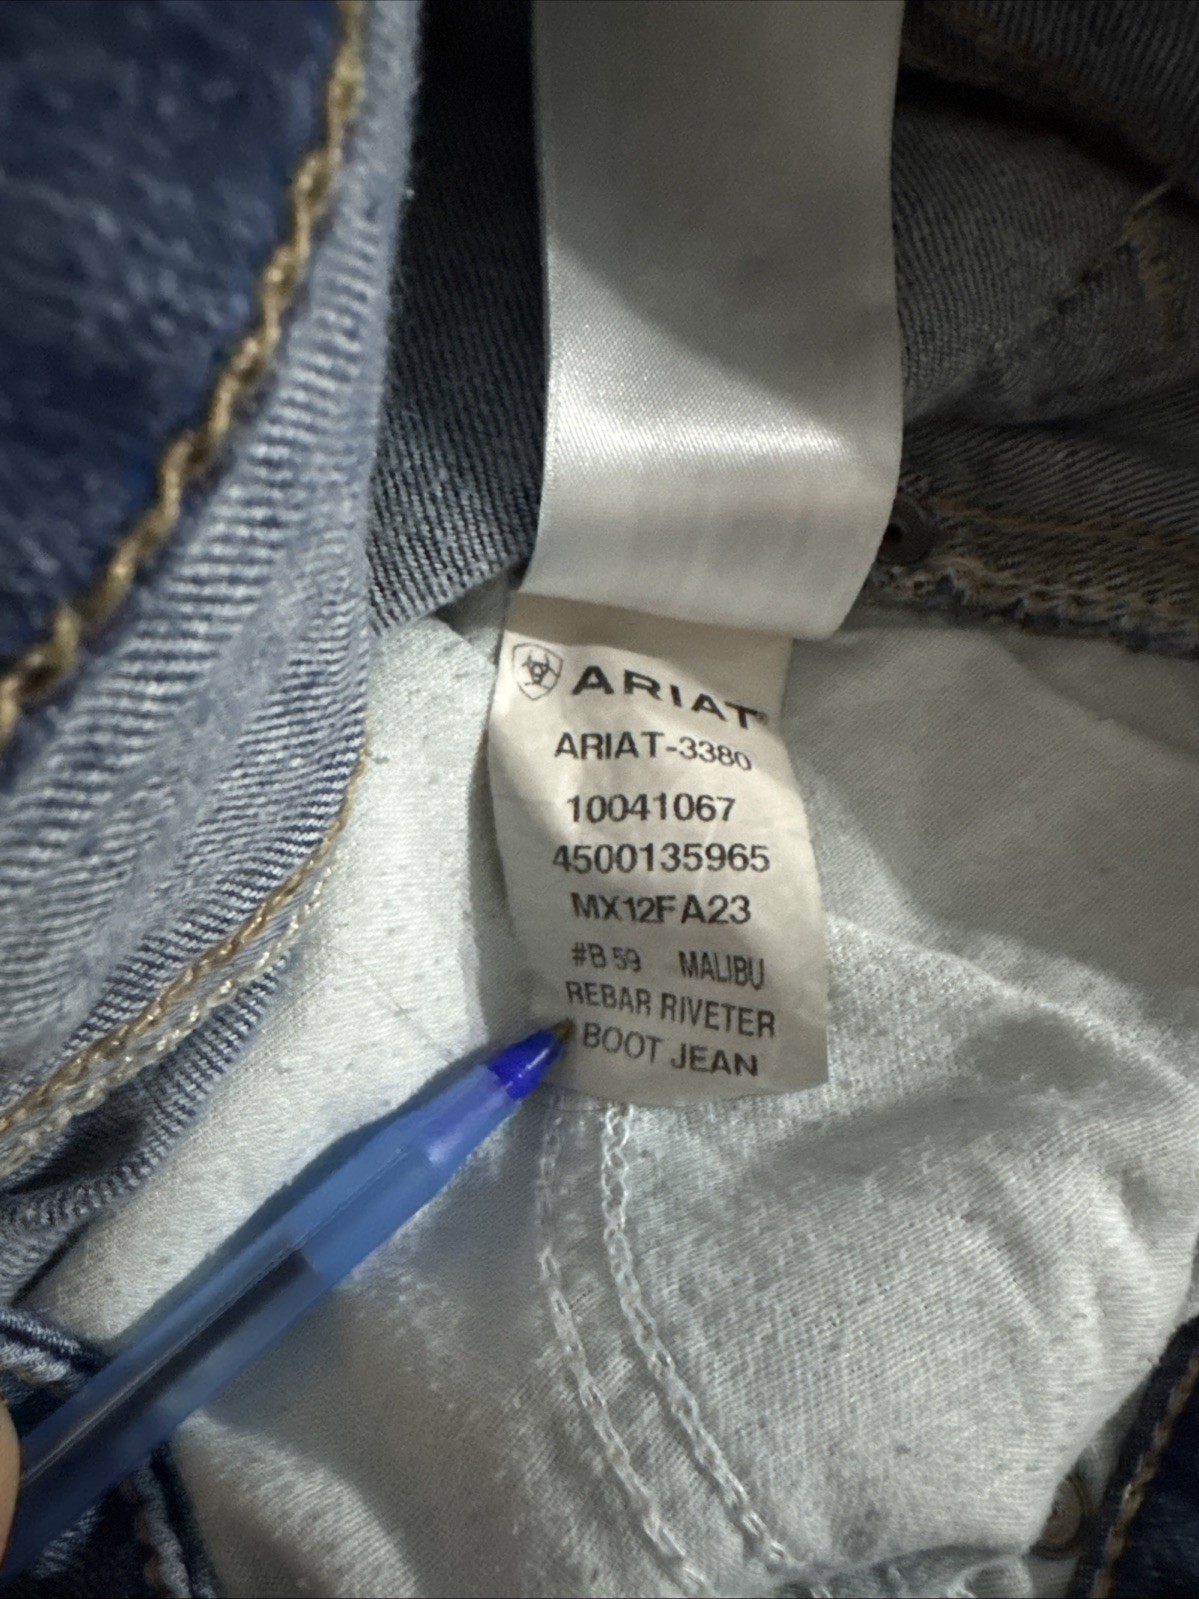 ARIAT®
ARIAT-3380
10041067
4500135965
MX12FA23
#B 59 MALIBU
REBAR RIVETER
BOOT JEAN